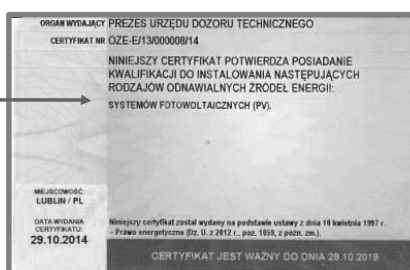 ORGAN WYDAJĄCY PREZES URZĘDU DOZORU TECHNICZNEGO
CERTYFIKAT NR OZE-E/13/000008/14
NINIEJSZY CERTYFIKAT POTWIERDZA POSIADANIE
KWALIFIKACJI DO INSTALOWANIA NASTĘPUJĄCYCH
RODZAJÓW ODNAWIALNYCH ŹRÓDEŁ ENERGII:
SYSTEMÓW FOTOWOLTAICZNYCH (PV).
MIEJSCOWOŚĆ:
LUBLIN / PL
DATA WYDANIA
CERTYFIKATU:
29.10.2014
Niniejszy certyfikat został wydany na podstawie ustawy z dnia 10 kwietnia 1997 r.
– Prawo energetyczne (Dz. U. z 2012 r., poz. 1059, z późn. zm.).
CERTYFIKAT JEST WAŻNY DO DNIA 28.10.2019